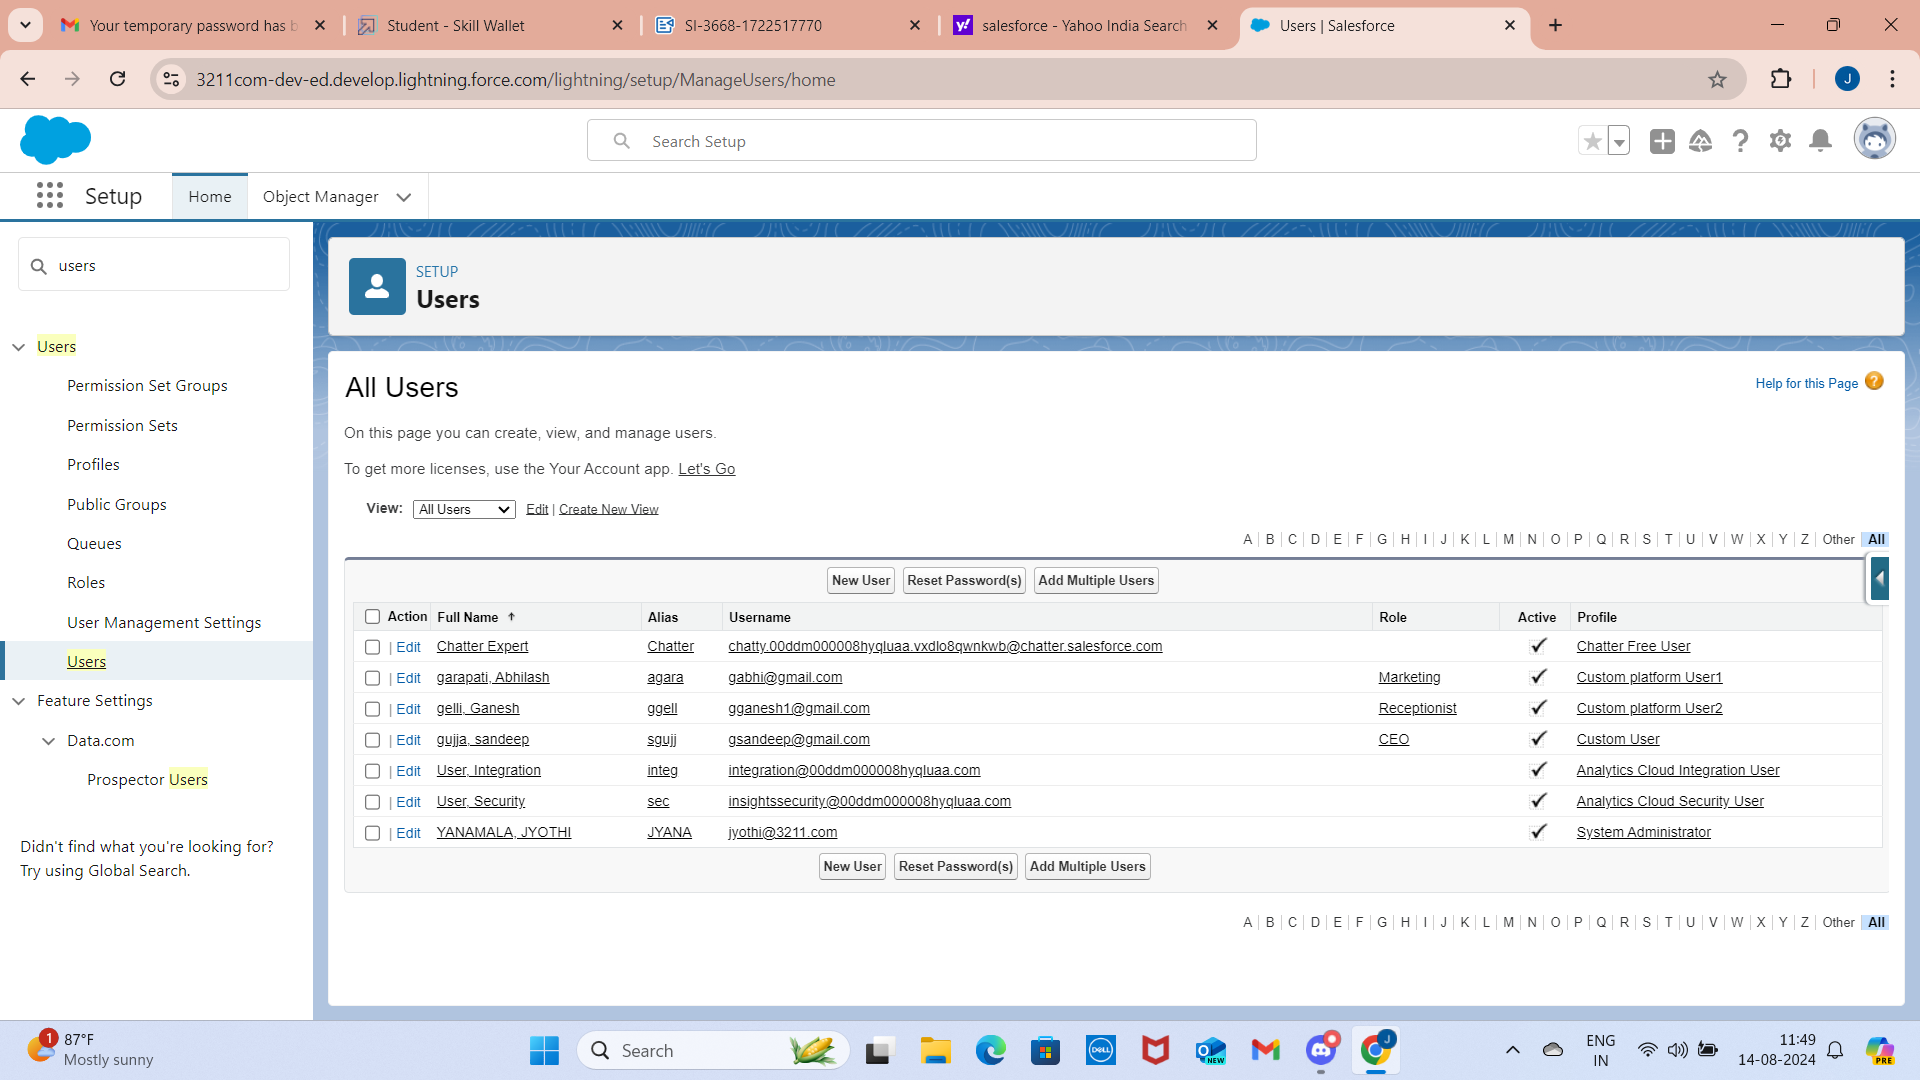 Your temporary password has b
Student - Skill Wallet
SI-3668-1722517770
salesforce - Yahoo India Search
Users | Salesforce
3211com-dev-ed.develop.lightning.force.com/lightning/setup/ManageUsers/home
J
Search Setup
Setup
Home
Object Manager
users
Users
Permission Set Groups
Permission Sets
Profiles
Public Groups
Queues
Roles
User Management Settings
Users
Feature Settings
Data.com
Prospector Users
Didn't find what you're looking for?
Try using Global Search.
SETUP
Users
All Users
Help for this Page ?
On this page you can create, view, and manage users.
To get more licenses, use the Your Account app. Let's Go
View: All Users Edit | Create New View
A B C D E F G H I J K L M N O P Q R S T U V W X Y Z Other All
New User Reset Password(s) Add Multiple Users
Action Full Name Alias Username Role Active Profile
| Edit Chatter Expert Chatter chatty.00ddm000008hyqluaa.vxdlo8qwnkwb@chatter.salesforce.com Chatter Free User
| Edit garapati, Abhilash agara gabhi@gmail.com Marketing Custom platform User1
| Edit gelli, Ganesh ggell gganesh1@gmail.com Receptionist Custom platform User2
| Edit gujja, sandeep sgujj gsandeep@gmail.com CEO Custom User
| Edit User, Integration integ integration@00ddm000008hyqluaa.com Analytics Cloud Integration User
| Edit User, Security sec insightssecurity@00ddm000008hyqluaa.com Analytics Cloud Security User
| Edit YANAMALA, JYOTHI JYANA jyothi@3211.com System Administrator
New User Reset Password(s) Add Multiple Users
A B C D E F G H I J K L M N O P Q R S T U V W X Y Z Other All
1
87°F
Mostly sunny
Search
DELL
NEW
J
ENG
IN
11:49
14-08-2024
PRE